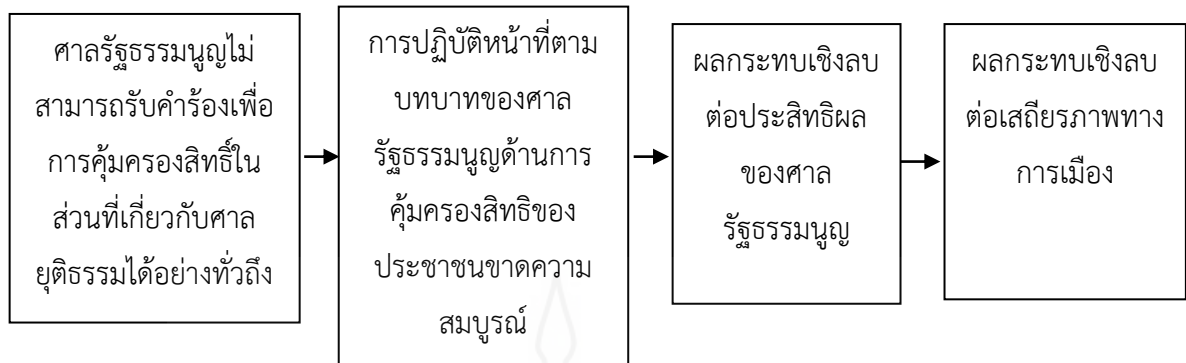 ศาลรัฐธรรมนูญไม่
สามารถรับคำร้องเพื่อ
การคุ้มครองสิทธิ์ใน
ส่วนที่เกี่ยวกับศาล
ยุติธรรมได้อย่างทั่วถึง
การปฏิบัติหน้าที่ตาม
บทบาทของศาล
รัฐธรรมนูญด้านการ
คุ้มครองสิทธิของ
ประชาชนขาดความ
สมบูรณ์
ผลกระทบเชิงลบ
ต่อประสิทธิผล
ของศาล
รัฐธรรมนูญ
ผลกระทบเชิงลบ
ต่อเสถียรภาพทาง
การเมือง